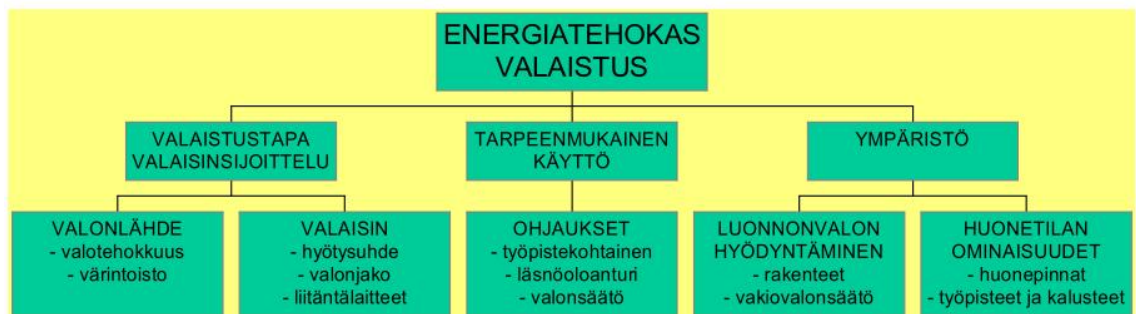 ENERGIATEHOKAS
VALAISTUS
VALAISTUSTAPA
VALAISINSIJOITTELU
TARPEENMUKAINEN
KÄYTTÖ
YMPÄRISTÖ
VALONLÄHDE
- valotehokkuus
- värintoisto
VALAISIN
- hyötysuhde
- valonjako
- liitäntälaitteet
OHJAUKSET
- työpistekohtainen
- läsnöoloanturi
- valonsäätö
LUONNONVALON
HYÖDYNTÄMINEN
- rakenteet
- vakiovalonsäätö
HUONETILAN
OMINAISUUDET
- huonepinnat
- työpisteet ja kalusteet